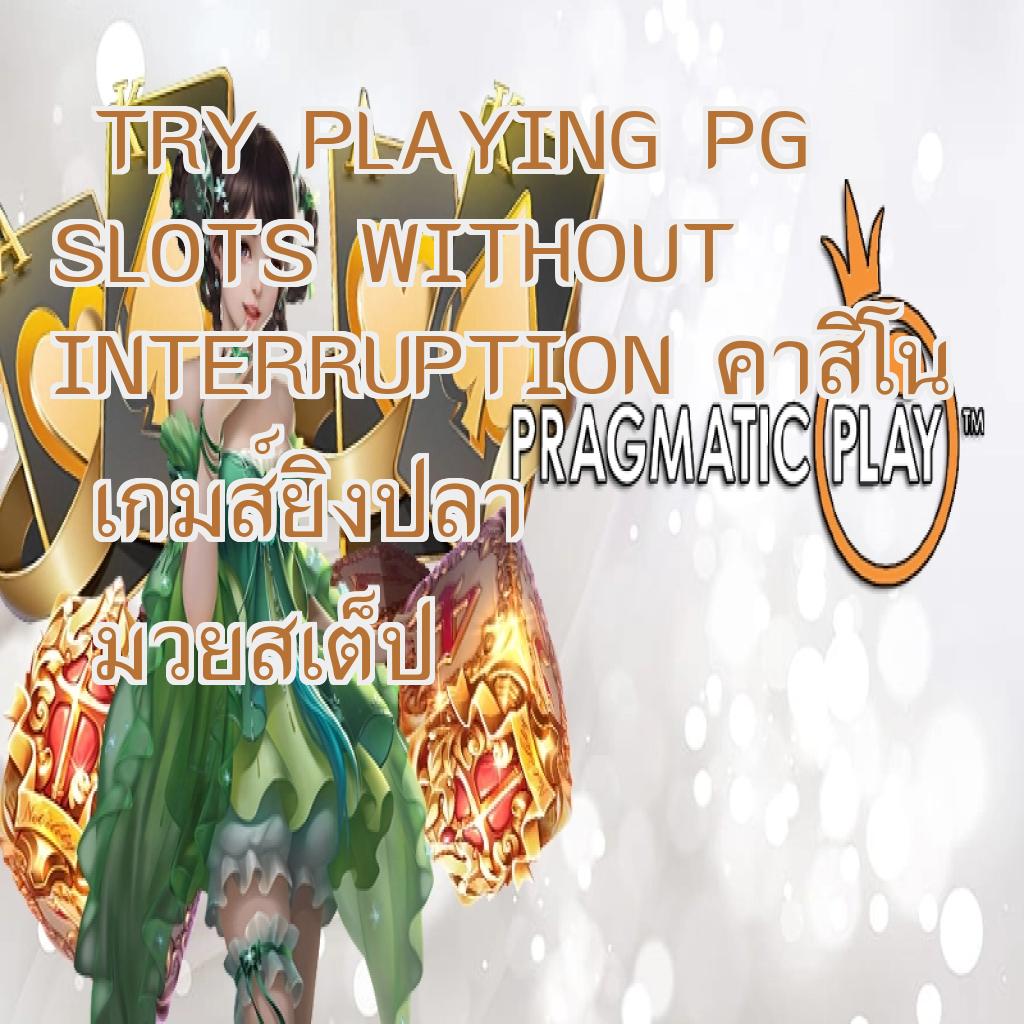 TRY PLAYING PG
SLOTS WITHOUT
INTERRUPTION คาสิโน
เกมส์ยิงปลา
มวยสเต็ป
PRAGMATIC PLAY™
K
K
A